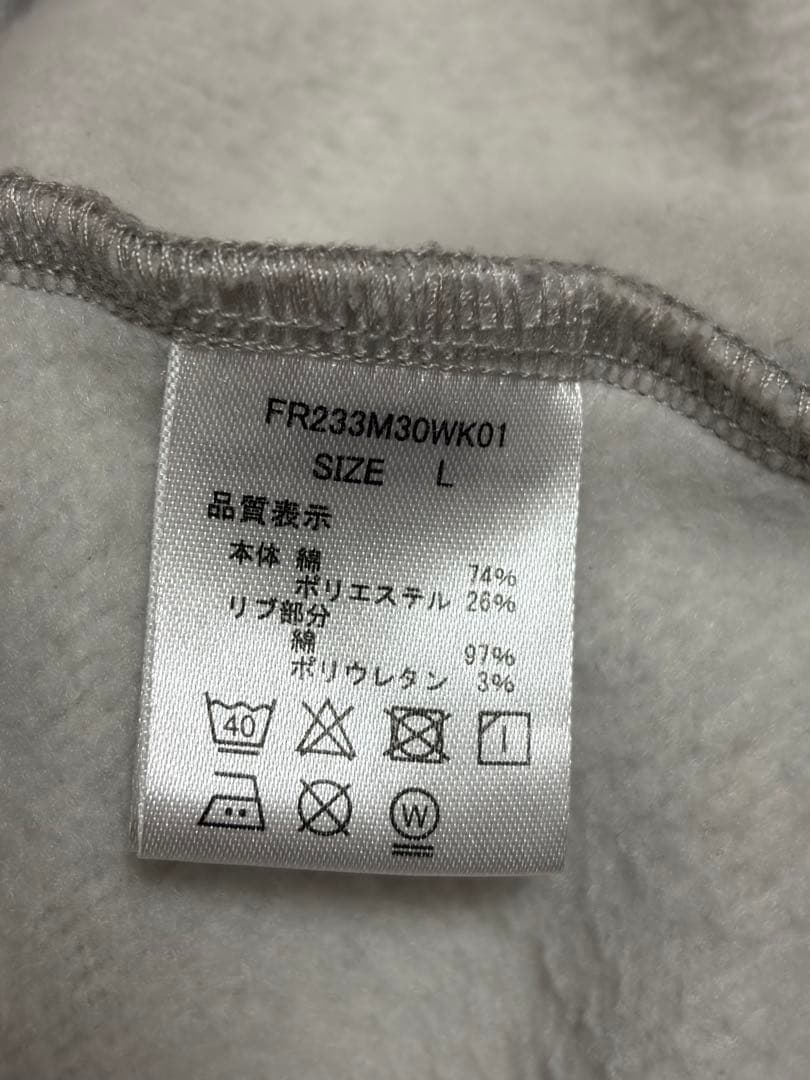 FR233M30WK01
SIZE L
品質表示
本体 綿 74%
ポリエステル 26%
リブ部分
綿 97%
ポリウレタン 3%
40
W